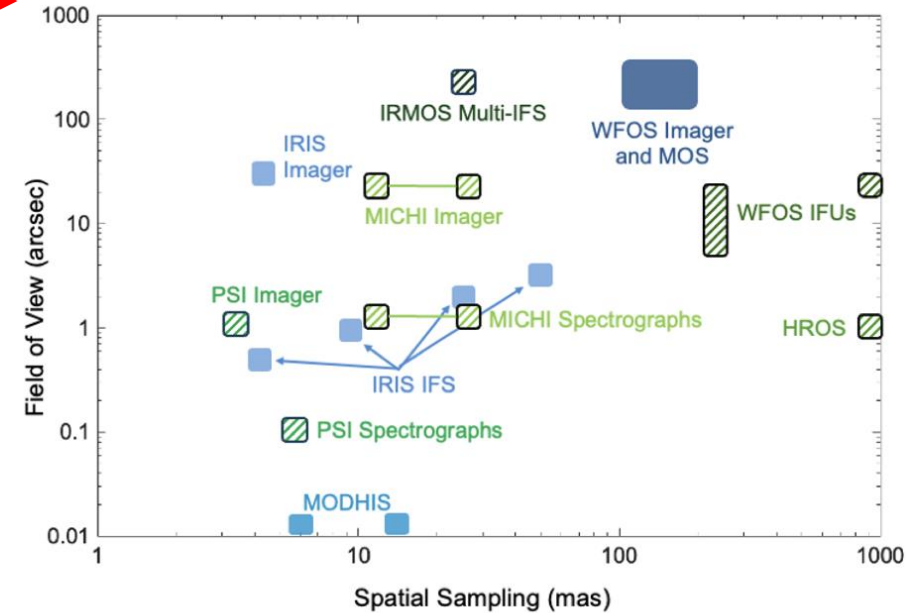 1000
100
10
1
0.1
0.01
Field of View (arcsec)
IRMOS Multi-IFS
WFOS Imager
and MOS
IRIS
Imager
MICHI Imager
WFOS IFUs
PSI Imager
MICHI Spectrographs
HROS
IRIS IFS
PSI Spectrographs
MODHIS
1
10
100
1000
Spatial Sampling (mas)